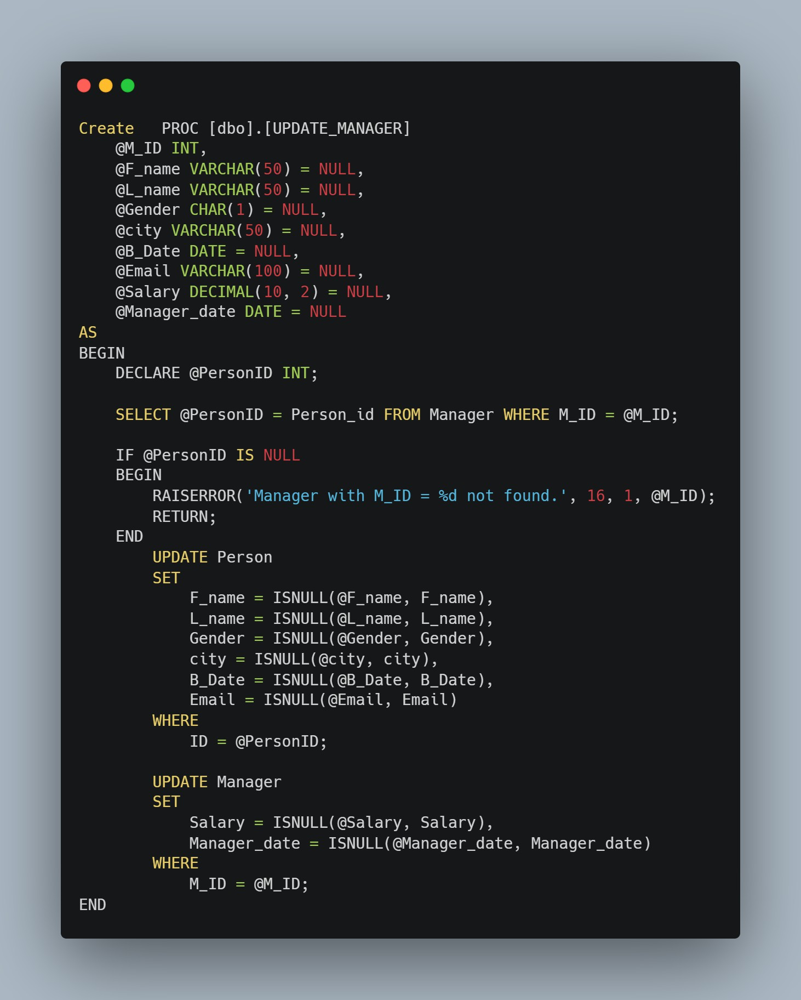 Create   PROC [dbo].[UPDATE_MANAGER]
    @M_ID INT,
    @F_name VARCHAR(50) = NULL,
    @L_name VARCHAR(50) = NULL,
    @Gender CHAR(1) = NULL,
    @city VARCHAR(50) = NULL,
    @B_Date DATE = NULL,
    @Email VARCHAR(100) = NULL,
    @Salary DECIMAL(10, 2) = NULL,
    @Manager_date DATE = NULL
AS
BEGIN
    DECLARE @PersonID INT;

    SELECT @PersonID = Person_id FROM Manager WHERE M_ID = @M_ID;

    IF @PersonID IS NULL
    BEGIN
        RAISERROR('Manager with M_ID = %d not found.', 16, 1, @M_ID);
        RETURN;
    END
        UPDATE Person
        SET
            F_name = ISNULL(@F_name, F_name),
            L_name = ISNULL(@L_name, L_name),
            Gender = ISNULL(@Gender, Gender),
            city = ISNULL(@city, city),
            B_Date = ISNULL(@B_Date, B_Date),
            Email = ISNULL(@Email, Email)
        WHERE
            ID = @PersonID;

        UPDATE Manager
        SET
            Salary = ISNULL(@Salary, Salary),
            Manager_date = ISNULL(@Manager_date, Manager_date)
        WHERE
            M_ID = @M_ID;
END